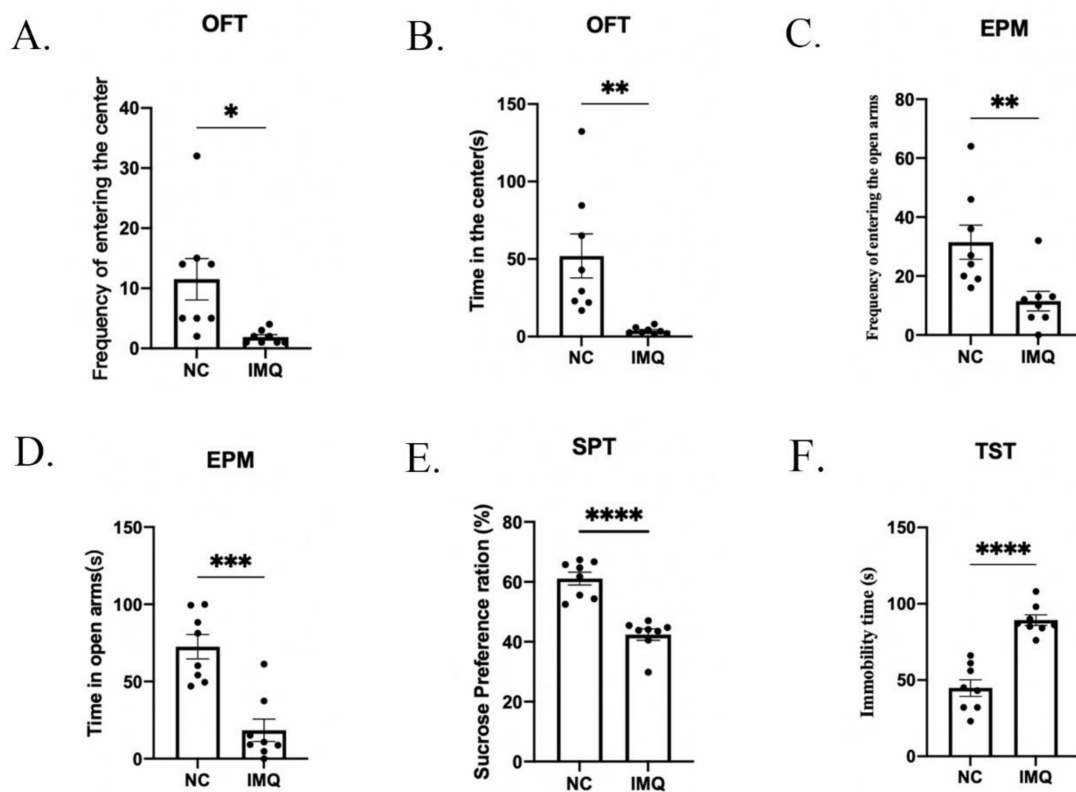 A.
OFT
Frequency of entering the center
40
30
20
10
0
*
NC IMQ
B.
OFT
Time in the center(s)
150
100
50
0
**
NC IMQ
C.
EPM
Frequency of entering the open arms
80
60
40
20
0
**
NC IMQ
D.
EPM
Time in open arms(s)
150
100
50
0
***
NC IMQ
E.
SPT
Sucrose Preference ration (%)
80
60
40
20
0
****
NC IMQ
F.
TST
Immobility time (s)
150
100
50
0
****
NC IMQ